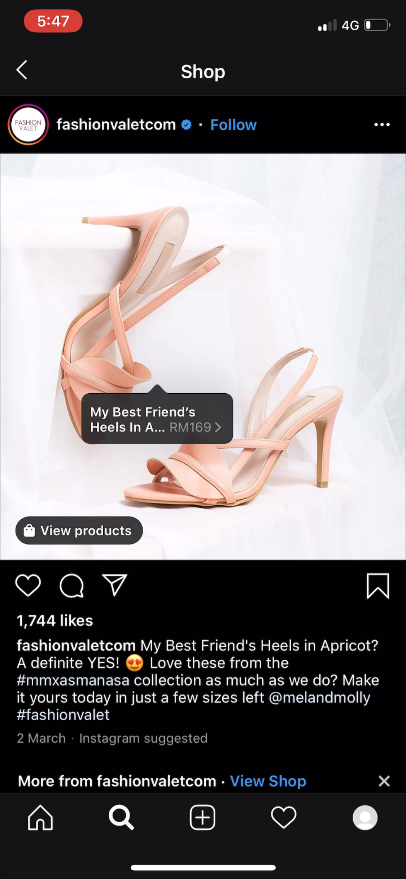 5:47
4G
Shop
FASHION
VALET
fashionvaletcom · Follow
My Best Friend's
Heels In A... RM169 >
View products
1,744 likes
fashionvaletcom My Best Friend's Heels in Apricot?
A definite YES! 😍 Love these from the
#mmxasmanasa collection as much as we do? Make
it yours today in just a few sizes left @melandmolly
#fashionvalet
2 March · Instagram suggested
More from fashionvaletcom · View Shop